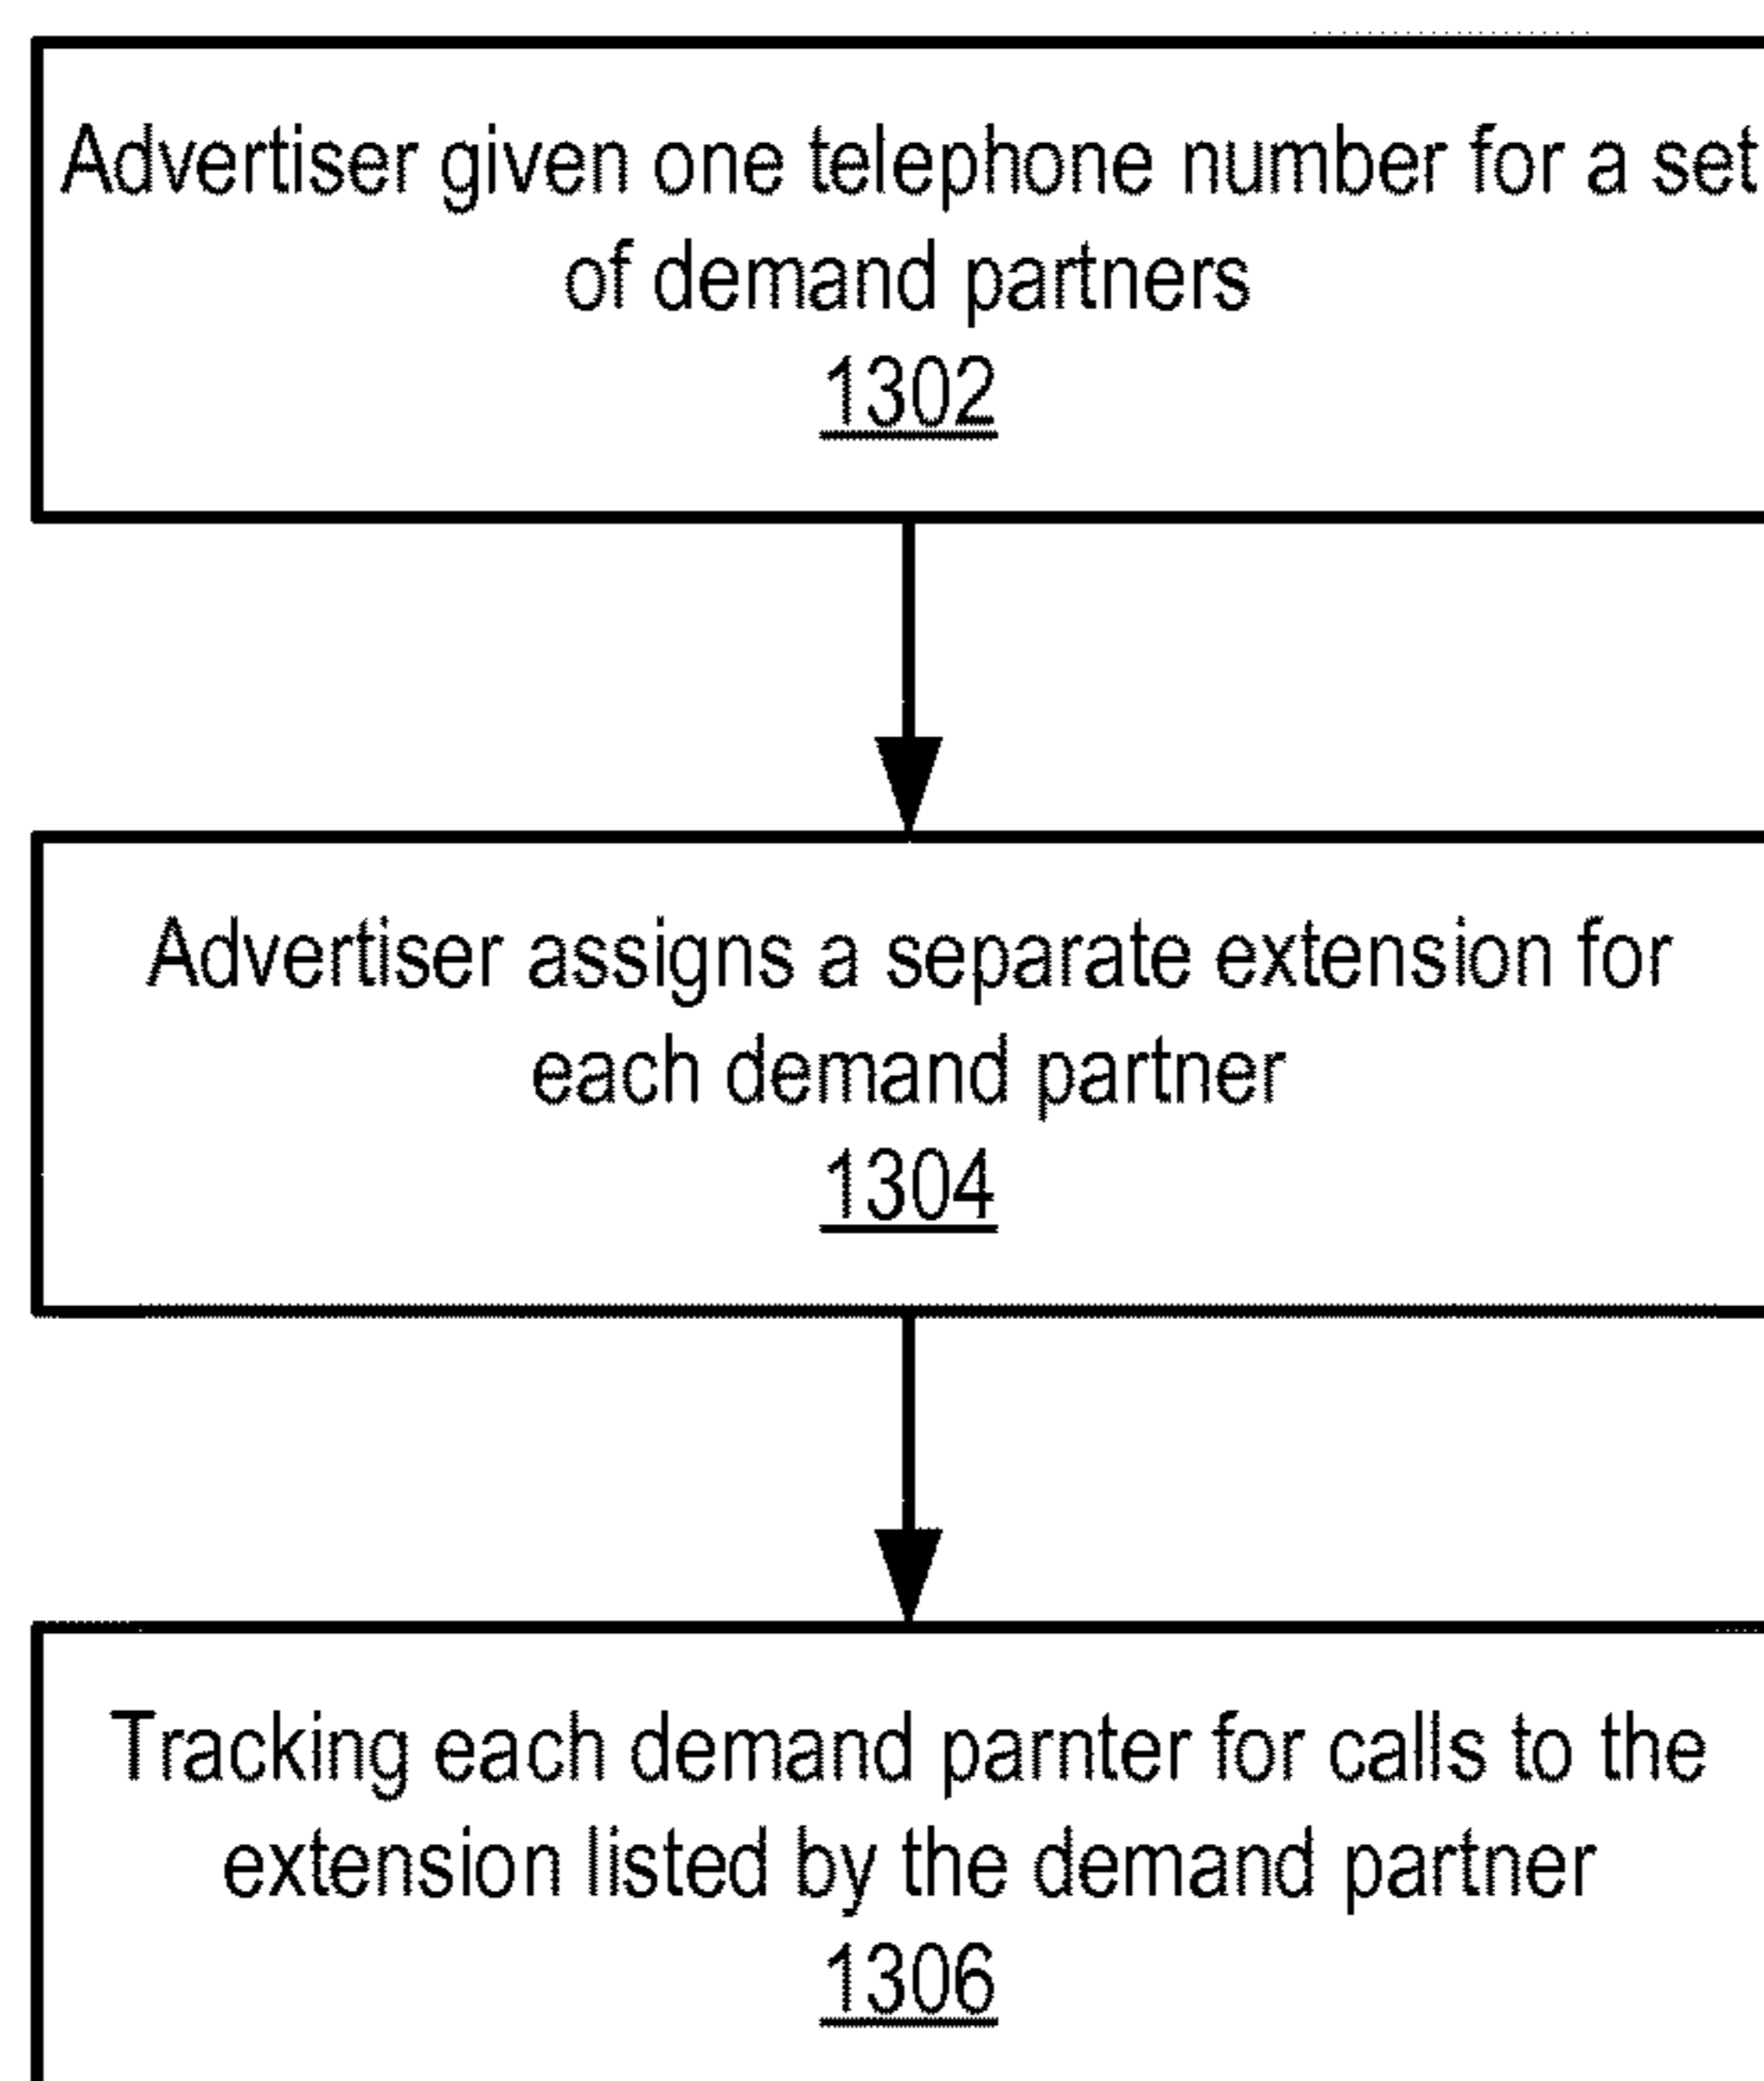 Advertiser given one telephone number for a set
of demand partners
1302
Advertiser assigns a separate extension for
each demand partner
1304
Tracking each demand parnter for calls to the
extension listed by the demand partner
1306